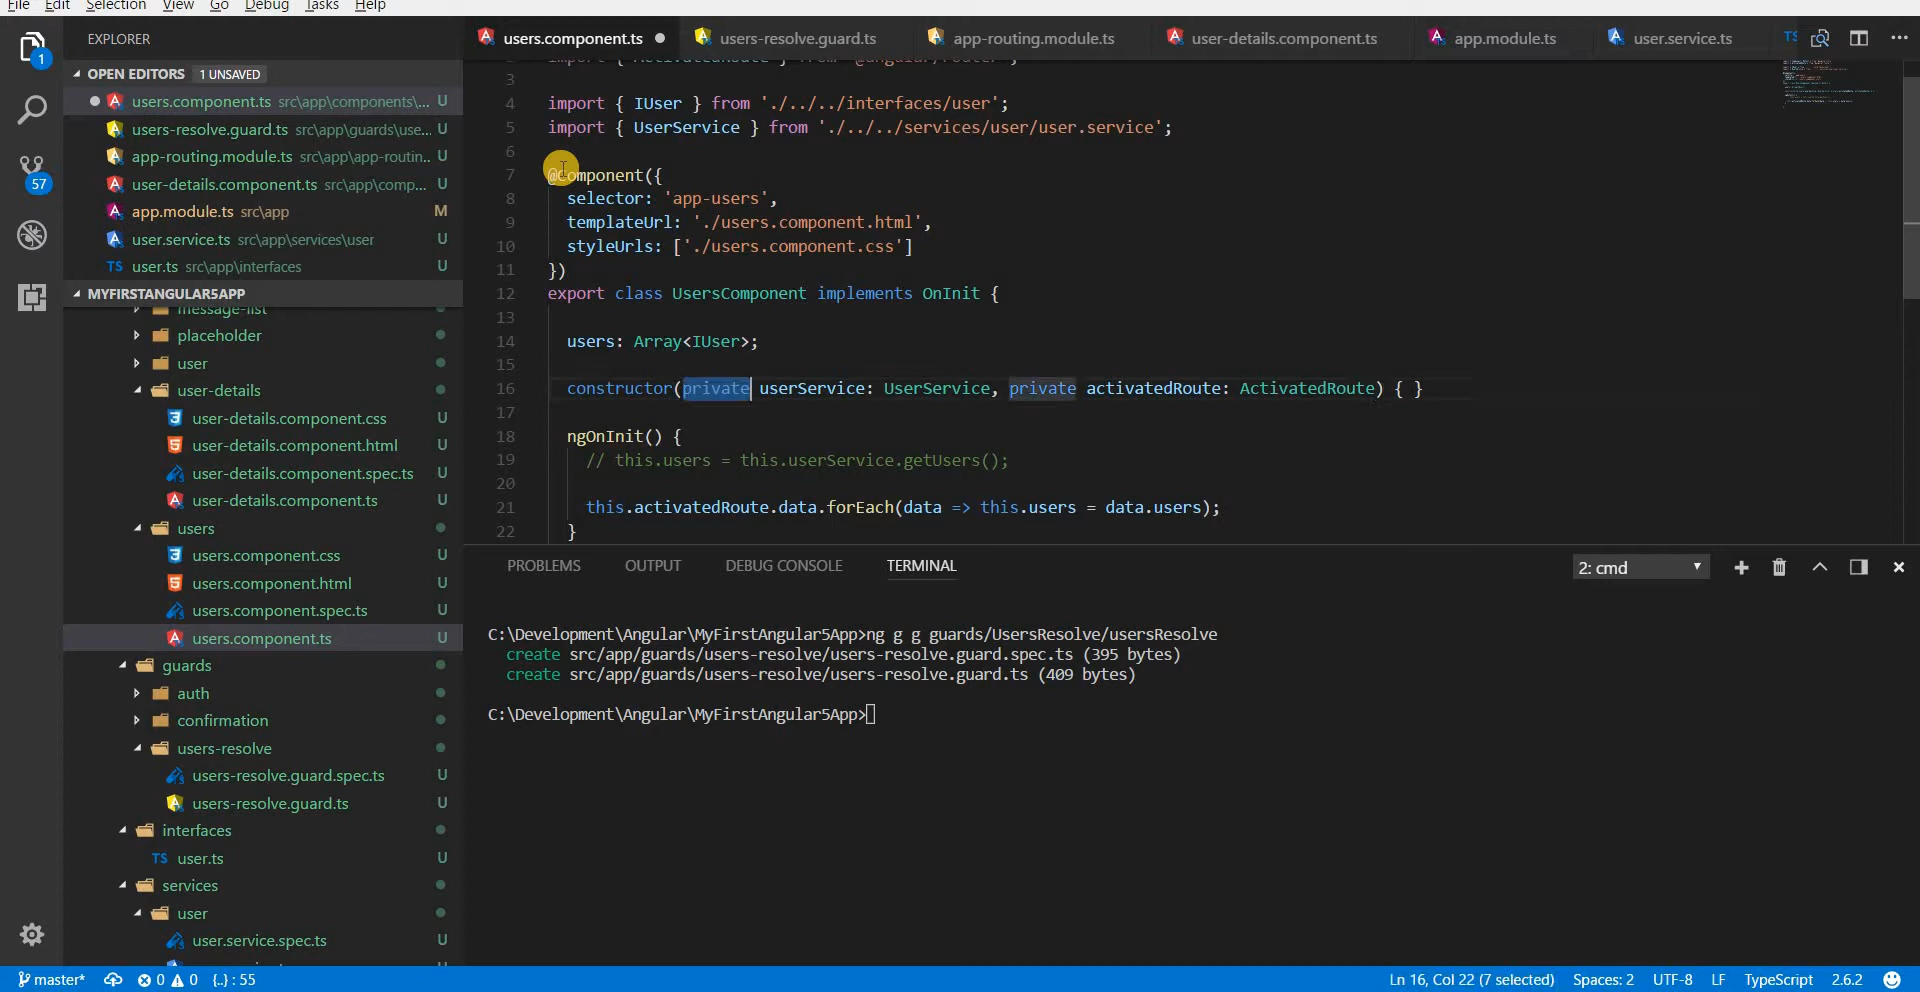 File Edit Selection View Go Debug Tasks Help
EXPLORER
OPEN EDITORS 1 UNSAVED
users.component.ts src\app\components\... U
users-resolve.guard.ts src\app\guards\use... U
app-routing.module.ts src\app\app-routin... U
user-details.component.ts src\app\comp... U
app.module.ts src\app M
user.service.ts src\app\services\user U
user.ts src\app\interfaces U
MYFIRSTANGULAR5APP
message-list
placeholder
user
user-details
user-details.component.css U
user-details.component.html U
user-details.component.spec.ts U
user-details.component.ts U
users
users.component.css U
users.component.html U
users.component.spec.ts U
users.component.ts U
guards
auth
confirmation
users-resolve
users-resolve.guard.spec.ts U
users-resolve.guard.ts U
interfaces
TS user.ts U
services
user
user.service.spec.ts U
1
57
users.component.ts users-resolve.guard.ts app-routing.module.ts user-details.component.ts app.module.ts user.service.ts TS
2 import { ActivatedRoute } from '@angular/router';
3
4 import { IUser } from './../../interfaces/user';
5 import { UserService } from './../../services/user/user.service';
6
7 @Component({
8 selector: 'app-users',
9 templateUrl: './users.component.html',
10 styleUrls: ['./users.component.css']
11 })
12 export class UsersComponent implements OnInit {
13
14 users: Array<IUser>;
15
16 constructor(private userService: UserService, private activatedRoute: ActivatedRoute) { }
17
18 ngOnInit() {
19 // this.users = this.userService.getUsers();
20
21 this.activatedRoute.data.forEach(data => this.users = data.users);
22 }
PROBLEMS OUTPUT DEBUG CONSOLE TERMINAL 2: cmd
C:\Development\Angular\MyFirstAngular5App>ng g g guards/UsersResolve/usersResolve
create src/app/guards/users-resolve/users-resolve.guard.spec.ts (395 bytes)
create src/app/guards/users-resolve/users-resolve.guard.ts (409 bytes)
C:\Development\Angular\MyFirstAngular5App>
master* 0 0 {..} : 55 Ln 16, Col 22 (7 selected) Spaces: 2 UTF-8 LF TypeScript 2.6.2